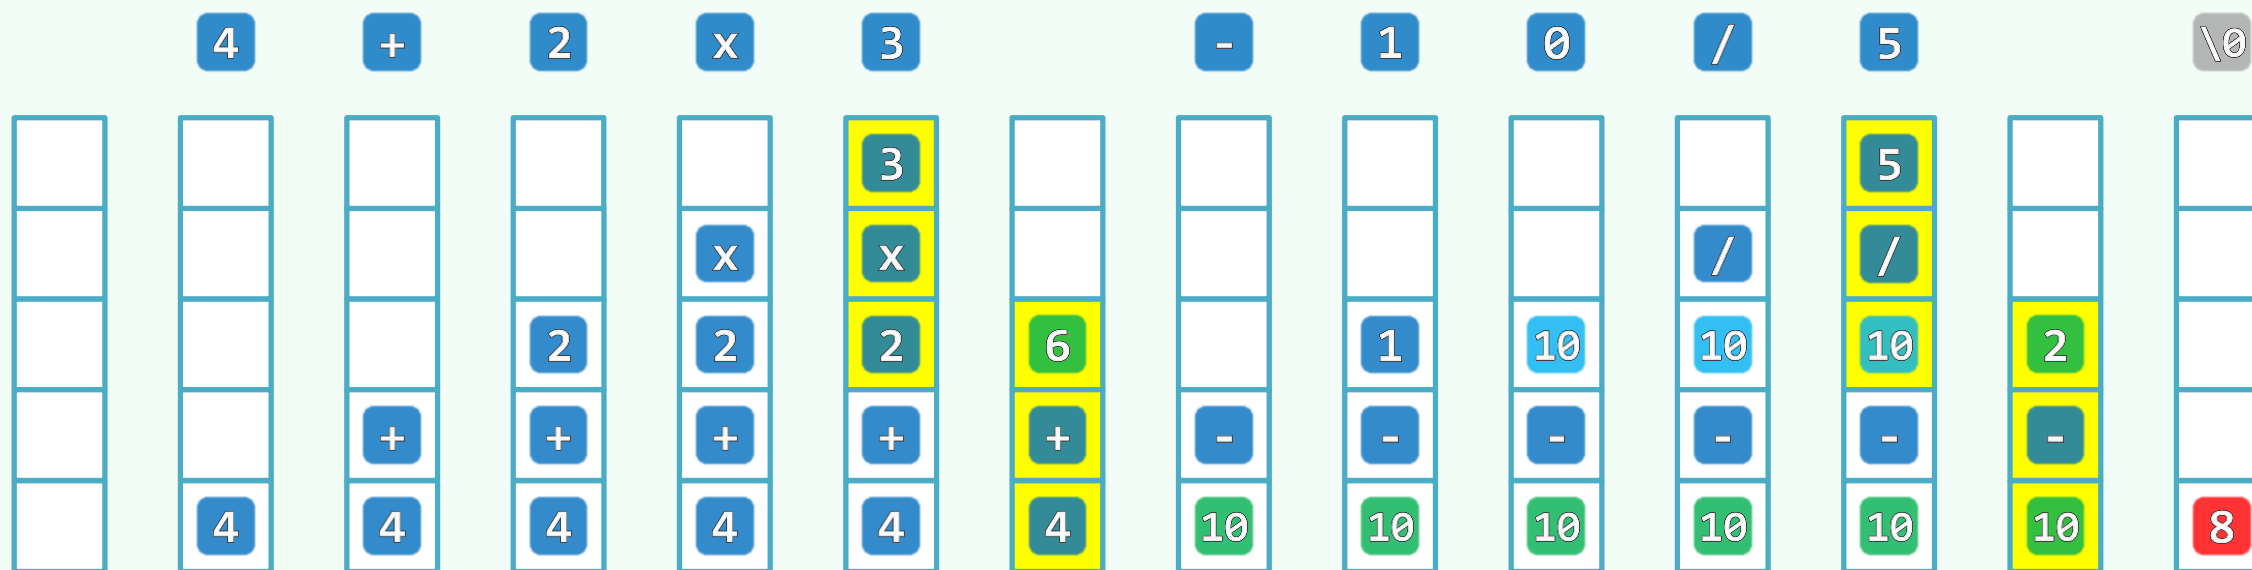 4 + 2 x 3 - 1 0 / 5 \0
3 5
x x / /
2 2 2 6 1 10 10 10 2
+ + + + + - - - - - -
4 4 4 4 4 4 10 10 10 10 10 10 8